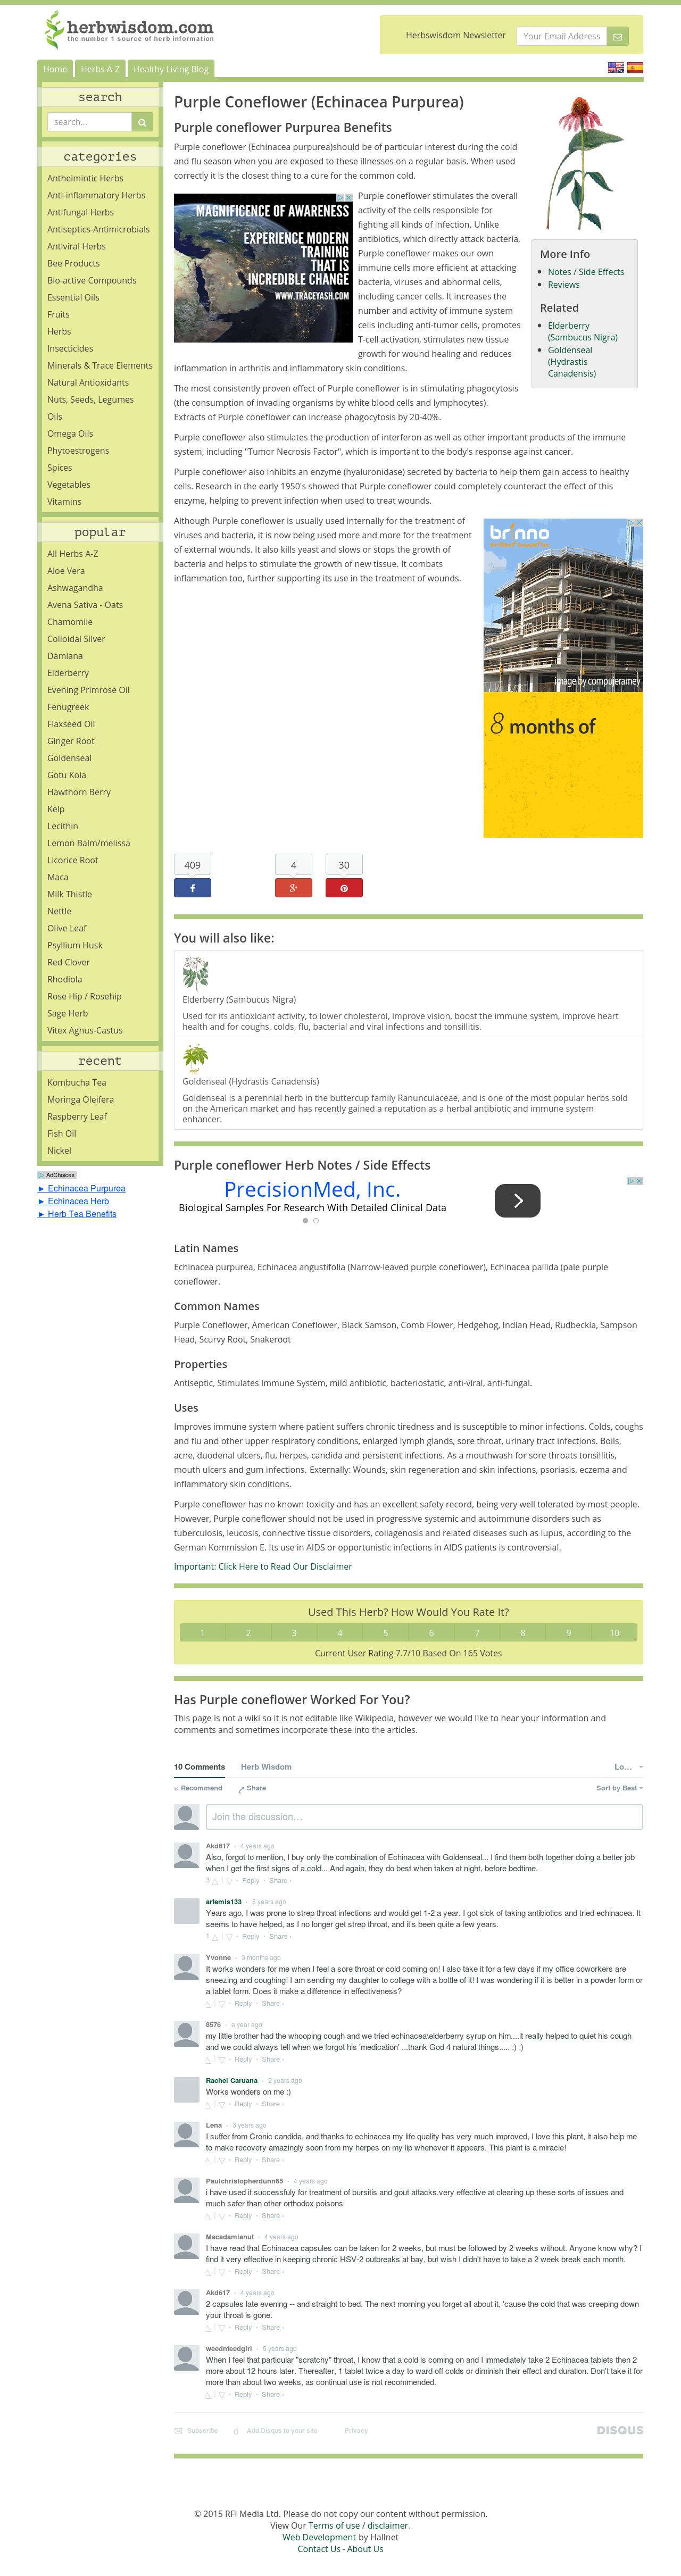 herbwisdom.com
the number 1 source of herb information
Herbswisdom Newsletter
Your Email Address
Home
Herbs A-Z
Healthy Living Blog
search
search...
categories
Anthelmintic Herbs
Anti-inflammatory Herbs
Antifungal Herbs
Antiseptics-Antimicrobials
Antiviral Herbs
Bee Products
Bio-active Compounds
Essential Oils
Fruits
Herbs
Insecticides
Minerals & Trace Elements
Natural Antioxidants
Nuts, Seeds, Legumes
Oils
Omega Oils
Phytoestrogens
Spices
Vegetables
Vitamins
popular
All Herbs A-Z
Aloe Vera
Ashwagandha
Avena Sativa - Oats
Chamomile
Colloidal Silver
Damiana
Elderberry
Evening Primrose Oil
Fenugreek
Flaxseed Oil
Ginger Root
Goldenseal
Gotu Kola
Hawthorn Berry
Kelp
Lecithin
Lemon Balm/melissa
Licorice Root
Maca
Milk Thistle
Nettle
Olive Leaf
Psyllium Husk
Red Clover
Rhodiola
Rose Hip / Rosehip
Sage Herb
Vitex Agnus-Castus
recent
Kombucha Tea
Moringa Oleifera
Raspberry Leaf
Fish Oil
Nickel
AdChoices
► Echinacea Purpurea
► Echinacea Herb
► Herb Tea Benefits
Purple Coneflower (Echinacea Purpurea)
Purple coneflower Purpurea Benefits
Purple coneflower (Echinacea purpurea)should be of particular interest during the cold
and flu season when you are exposed to these illnesses on a regular basis. When used
correctly it is the closest thing to a cure for the common cold.
MAGNIFICENCE OF AWARENESS
EXPERIENCE MODERN
TRAINING
THAT IS
INCREDIBLE CHANGE
WWW.TRACEYASH.COM
Purple coneflower stimulates the overall
activity of the cells responsible for
fighting all kinds of infection. Unlike
antibiotics, which directly attack bacteria,
Purple coneflower makes our own
immune cells more efficient at attacking
bacteria, viruses and abnormal cells,
including cancer cells. It increases the
number and activity of immune system
cells including anti-tumor cells, promotes
T-cell activation, stimulates new tissue
growth for wound healing and reduces
inflammation in arthritis and inflammatory skin conditions.
More Info
Notes / Side Effects
Reviews
Related
Elderberry
(Sambucus Nigra)
Goldenseal
(Hydrastis
Canadensis)
The most consistently proven effect of Purple coneflower is in stimulating phagocytosis
(the consumption of invading organisms by white blood cells and lymphocytes).
Extracts of Purple coneflower can increase phagocytosis by 20-40%.
Purple coneflower also stimulates the production of interferon as well as other important products of the immune
system, including "Tumor Necrosis Factor", which is important to the body's response against cancer.
Purple coneflower also inhibits an enzyme (hyaluronidase) secreted by bacteria to help them gain access to healthy
cells. Research in the early 1950's showed that Purple coneflower could completely counteract the effect of this
enzyme, helping to prevent infection when used to treat wounds.
Although Purple coneflower is usually used internally for the treatment of
viruses and bacteria, it is now being used more and more for the treatment
of external wounds. It also kills yeast and slows or stops the growth of
bacteria and helps to stimulate the growth of new tissue. It combats
inflammation too, further supporting its use in the treatment of wounds.
brinno
image by compujeramey
8 months of
409
4
30
You will also like:
Elderberry (Sambucus Nigra)
Used for its antioxidant activity, to lower cholesterol, improve vision, boost the immune system, improve heart
health and for coughs, colds, flu, bacterial and viral infections and tonsillitis.
Goldenseal (Hydrastis Canadensis)
Goldenseal is a perennial herb in the buttercup family Ranunculaceae, and is one of the most popular herbs sold
on the American market and has recently gained a reputation as a herbal antibiotic and immune system
enhancer.
Purple coneflower Herb Notes / Side Effects
PrecisionMed, Inc.
Biological Samples For Research With Detailed Clinical Data
Latin Names
Echinacea purpurea, Echinacea angustifolia (Narrow-leaved purple coneflower), Echinacea pallida (pale purple
coneflower.
Common Names
Purple Coneflower, American Coneflower, Black Samson, Comb Flower, Hedgehog, Indian Head, Rudbeckia, Sampson
Head, Scurvy Root, Snakeroot
Properties
Antiseptic, Stimulates Immune System, mild antibiotic, bacteriostatic, anti-viral, anti-fungal.
Uses
Improves immune system where patient suffers chronic tiredness and is susceptible to minor infections. Colds, coughs
and flu and other upper respiratory conditions, enlarged lymph glands, sore throat, urinary tract infections. Boils,
acne, duodenal ulcers, flu, herpes, candida and persistent infections. As a mouthwash for sore throats tonsillitis,
mouth ulcers and gum infections. Externally: Wounds, skin regeneration and skin infections, psoriasis, eczema and
inflammatory skin conditions.
Purple coneflower has no known toxicity and has an excellent safety record, being very well tolerated by most people.
However, Purple coneflower should not be used in progressive systemic and autoimmune disorders such as
tuberculosis, leucosis, connective tissue disorders, collagenosis and related diseases such as lupus, according to the
German Kommission E. Its use in AIDS or opportunistic infections in AIDS patients is controversial.
Important: Click Here to Read Our Disclaimer
Used This Herb? How Would You Rate It?
1 2 3 4 5 6 7 8 9 10
Current User Rating 7.7/10 Based On 165 Votes
Has Purple coneflower Worked For You?
This page is not a wiki so it is not editable like Wikipedia, however we would like to hear your information and
comments and sometimes incorporate these into the articles.
10 Comments Herb Wisdom Lo...
Recommend Share Sort by Best
Join the discussion...
Akd617 • 4 years ago
Also, forgot to mention, I buy only the combination of Echinacea with Goldenseal... I find them both together doing a better job
when I get the first signs of a cold... And again, they do best when taken at night, before bedtime.
3 • Reply • Share ›
artemis133 • 5 years ago
Years ago, I was prone to strep throat infections and would get 1-2 a year. I got sick of taking antibiotics and tried echinacea. It
seems to have helped, as I no longer get strep throat, and it's been quite a few years.
1 • Reply • Share ›
Yvonne • 3 months ago
It works wonders for me when I feel a sore throat or cold coming on! I also take it for a few days if my office coworkers are
sneezing and coughing! I am sending my daughter to college with a bottle of it! I was wondering if it is better in a powder form or
a tablet form. Does it make a difference in effectiveness?
• Reply • Share ›
8576 • a year ago
my little brother had the whooping cough and we tried echinacea\elderberry syrup on him....it really helped to quiet his cough
and we could always tell when we forgot his 'medication' ...thank God 4 natural things..... :) :)
• Reply • Share ›
Rachel Caruana • 2 years ago
Works wonders on me :)
• Reply • Share ›
Lena • 3 years ago
I suffer from Cronic candida, and thanks to echinacea my life quality has very much improved, I love this plant, it also help me
to make recovery amazingly soon from my herpes on my lip whenever it appears. This plant is a miracle!
• Reply • Share ›
Paulchristopherdunn65 • 4 years ago
i have used it successfuly for treatment of bursitis and gout attacks,very effective at clearing up these sorts of issues and
much safer than other orthodox poisons
• Reply • Share ›
Macadamianut • 4 years ago
I have read that Echinacea capsules can be taken for 2 weeks, but must be followed by 2 weeks without. Anyone know why? I
find it very effective in keeping chronic HSV-2 outbreaks at bay, but wish I didn't have to take a 2 week break each month.
• Reply • Share ›
Akd617 • 4 years ago
2 capsules late evening -- and straight to bed. The next morning you forget all about it, 'cause the cold that was creeping down
your throat is gone.
• Reply • Share ›
weednfeedgirl • 5 years ago
When I feel that particular "scratchy" throat, I know that a cold is coming on and I immediately take 2 Echinacea tablets then 2
more about 12 hours later. Thereafter, 1 tablet twice a day to ward off colds or diminish their effect and duration. Don't take it for
more than about two weeks, as continual use is not recommended.
• Reply • Share ›
Subscribe Add Disqus to your site Privacy DISQUS
© 2015 RFI Media Ltd. Please do not copy our content without permission.
View Our Terms of use / disclaimer.
Web Development by Hallnet
Contact Us - About Us